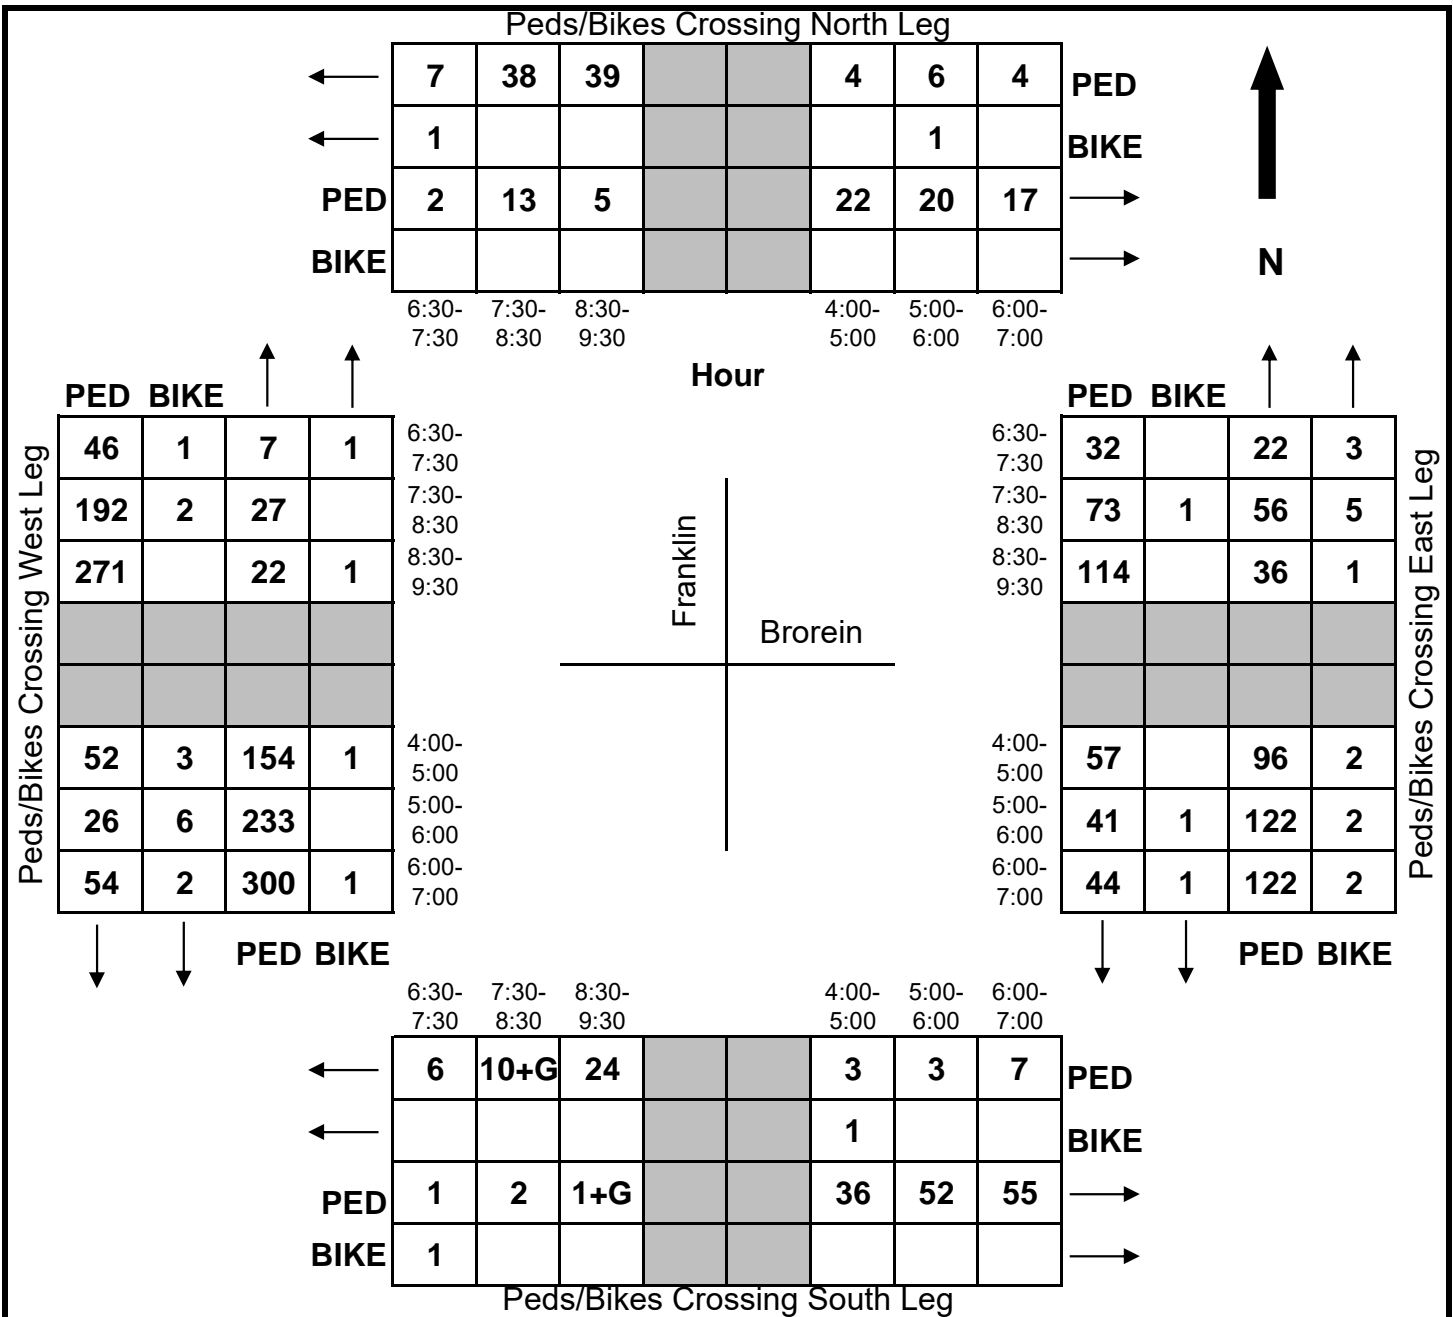 Peds/Bikes Crossing North Leg
7 38 39 4 6 4 PED
1 1 BIKE
PED 2 13 5 22 20 17
BIKE
N
6:30- 7:30- 8:30- 4:00- 5:00- 6:00-
7:30 8:30 9:30 5:00 6:00 7:00
Hour
PED BIKE
PED BIKE
Peds/Bikes Crossing West Leg
46 1 7 1 6:30-
7:30
192 2 27 7:30-
8:30
271 22 1 8:30-
9:30
52 3 154 1 4:00-
5:00
26 6 233 5:00-
6:00
54 2 300 1 6:00-
7:00
PED BIKE
Franklin
Brorein
6:30- 32 22 3
7:30
7:30- 73 1 56 5
8:30
8:30- 114 36 1
9:30
4:00- 57 96 2
5:00
5:00- 41 1 122 2
6:00
6:00- 44 1 122 2
7:00
PED BIKE
Peds/Bikes Crossing East Leg
6:30- 7:30- 8:30- 4:00- 5:00- 6:00-
7:30 8:30 9:30 5:00 6:00 7:00
6 10+G 24 3 3 7 PED
1 BIKE
PED 1 2 1+G 36 52 55
BIKE 1
Peds/Bikes Crossing South Leg